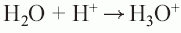 H₂O + H⁺ → H₃O⁺